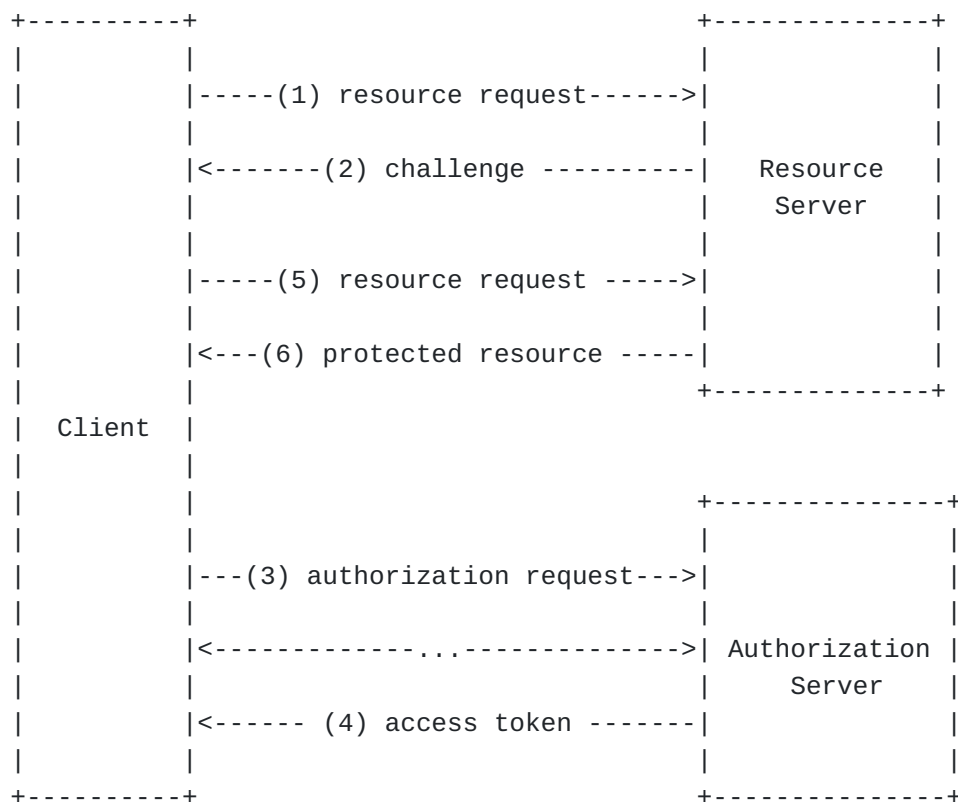 (1) resource request
(2) challenge
Resource
Server
(5) resource request
(6) protected resource
Client
(3) authorization request
...
Authorization
Server
(4) access token